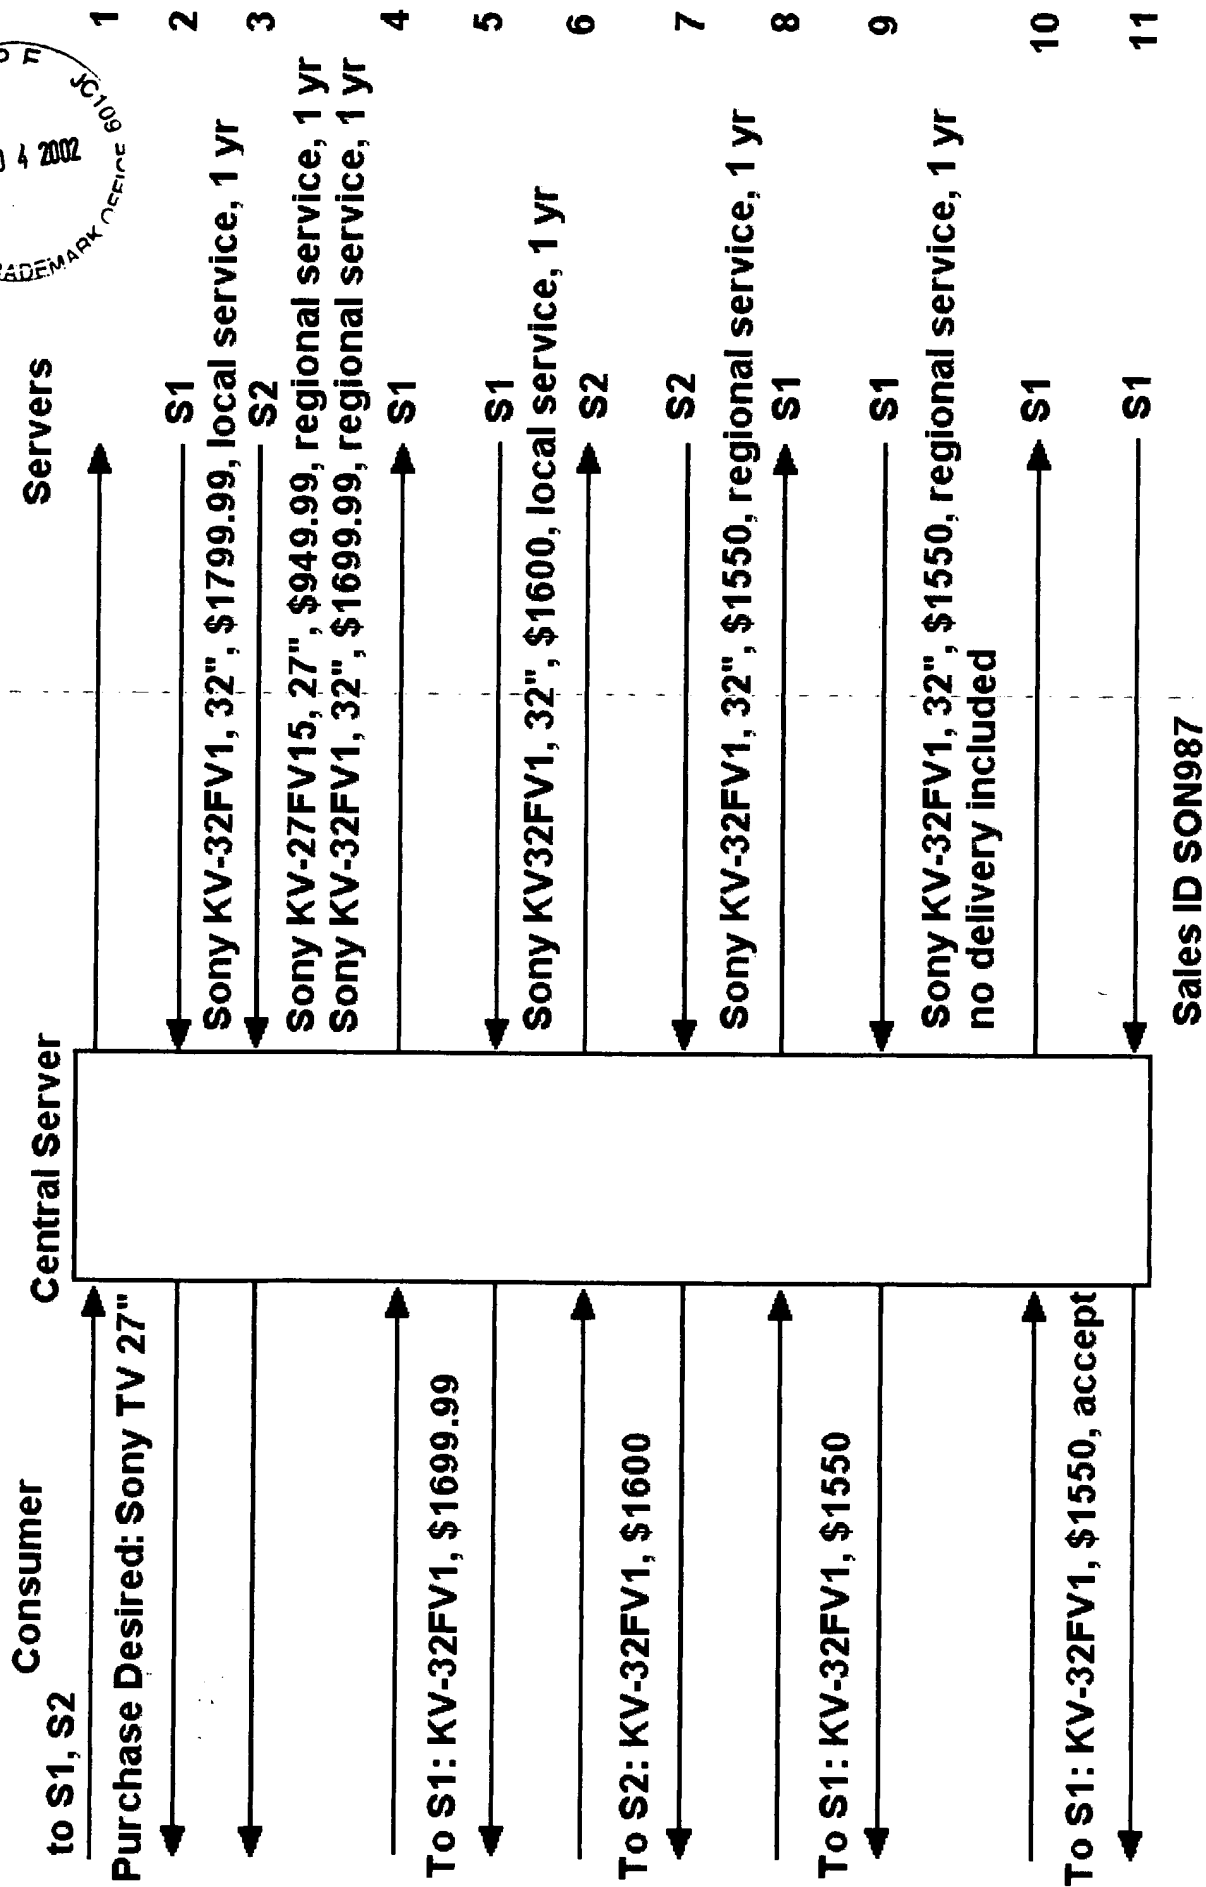 Consumer
Central Server
Servers
to S1, S2
1
Purchase Desired: Sony TV 27"
S1
2
Sony KV-32FV1, 32", $1799.99, local service, 1 yr
S2
3
Sony KV-27FV15, 27", $949.99, regional service, 1 yr
Sony KV-32FV1, 32", $1699.99, regional service, 1 yr
S1
4
To S1: KV-32FV1, $1699.99
S1
5
Sony KV32FV1, 32", $1600, local service, 1 yr
S2
6
To S2: KV-32FV1, $1600
S2
7
Sony KV-32FV1, 32", $1550, regional service, 1 yr
S1
8
To S1: KV-32FV1, $1550
S1
9
Sony KV-32FV1, 32", $1550, regional service, 1 yr
no delivery included
S1
10
To S1: KV-32FV1, $1550, accept
S1
11
Sales ID SON987
JC109
4 2002
TRADEMARK OFFICE